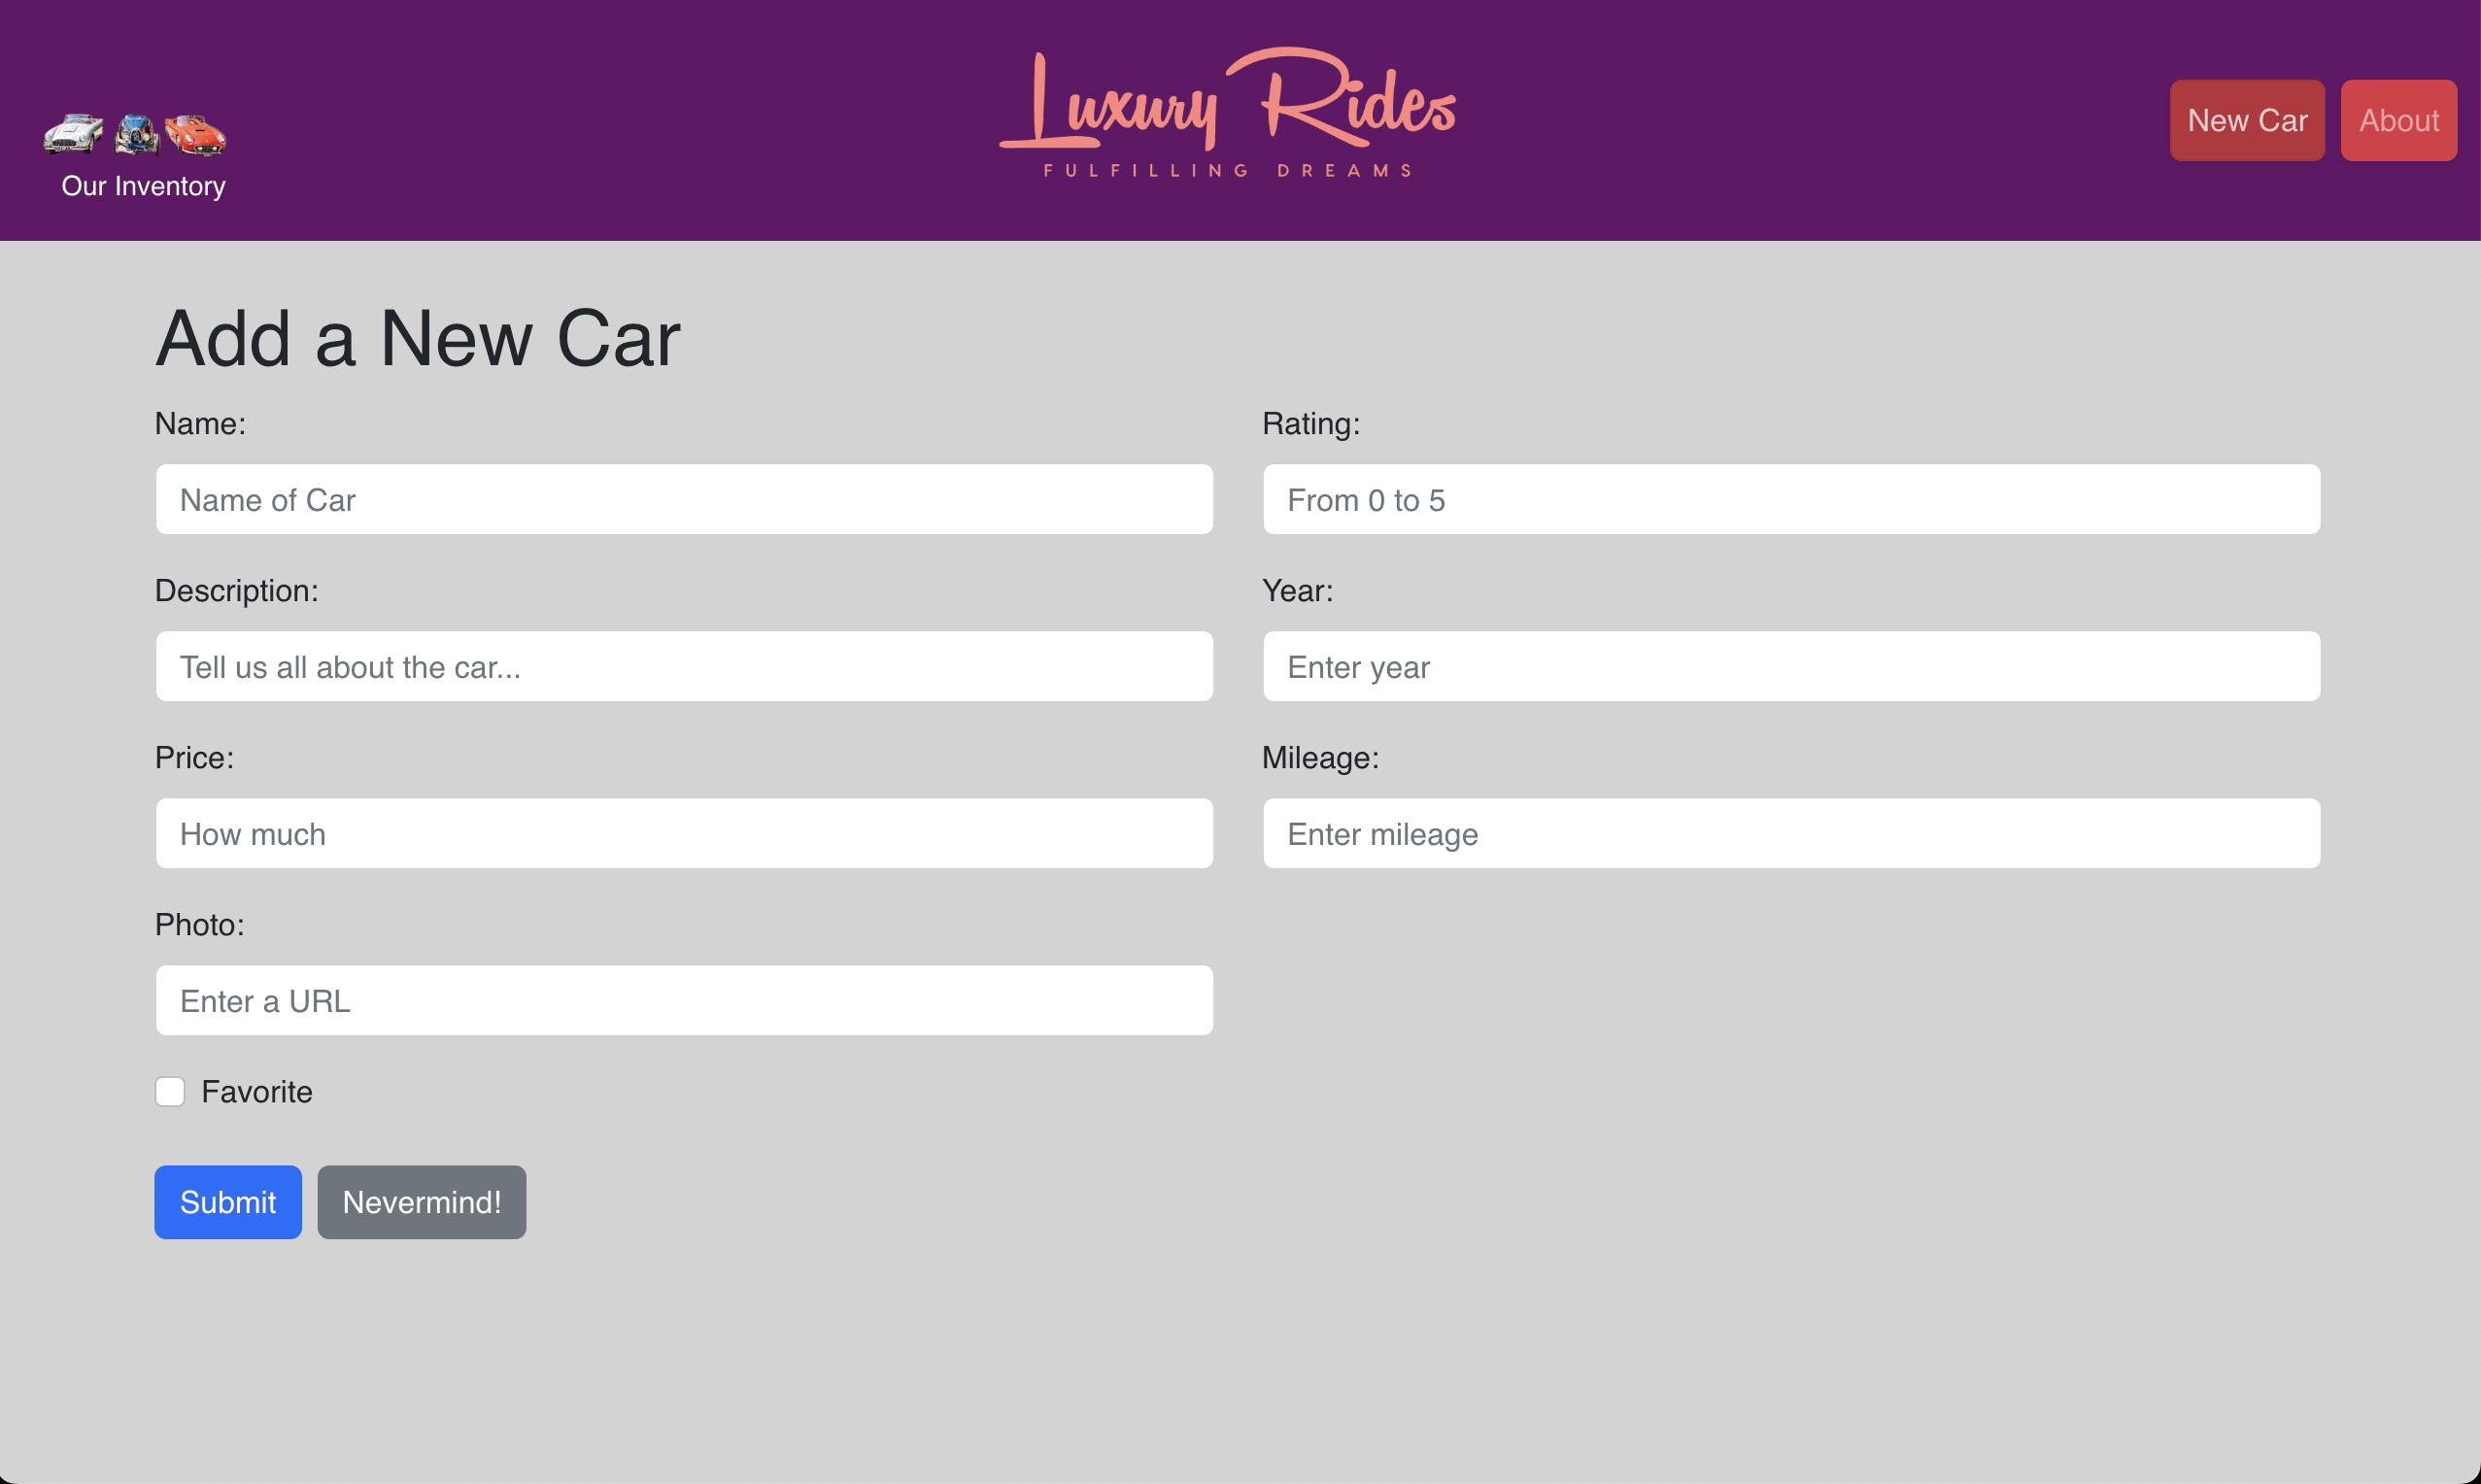 Luxury Rides
FULFILLING DREAMS
Our Inventory
New Car
About
Add a New Car
Name:
Name of Car
Rating:
From 0 to 5
Description:
Tell us all about the car...
Year:
Enter year
Price:
How much
Mileage:
Enter mileage
Photo:
Enter a URL
Favorite
Submit
Nevermind!